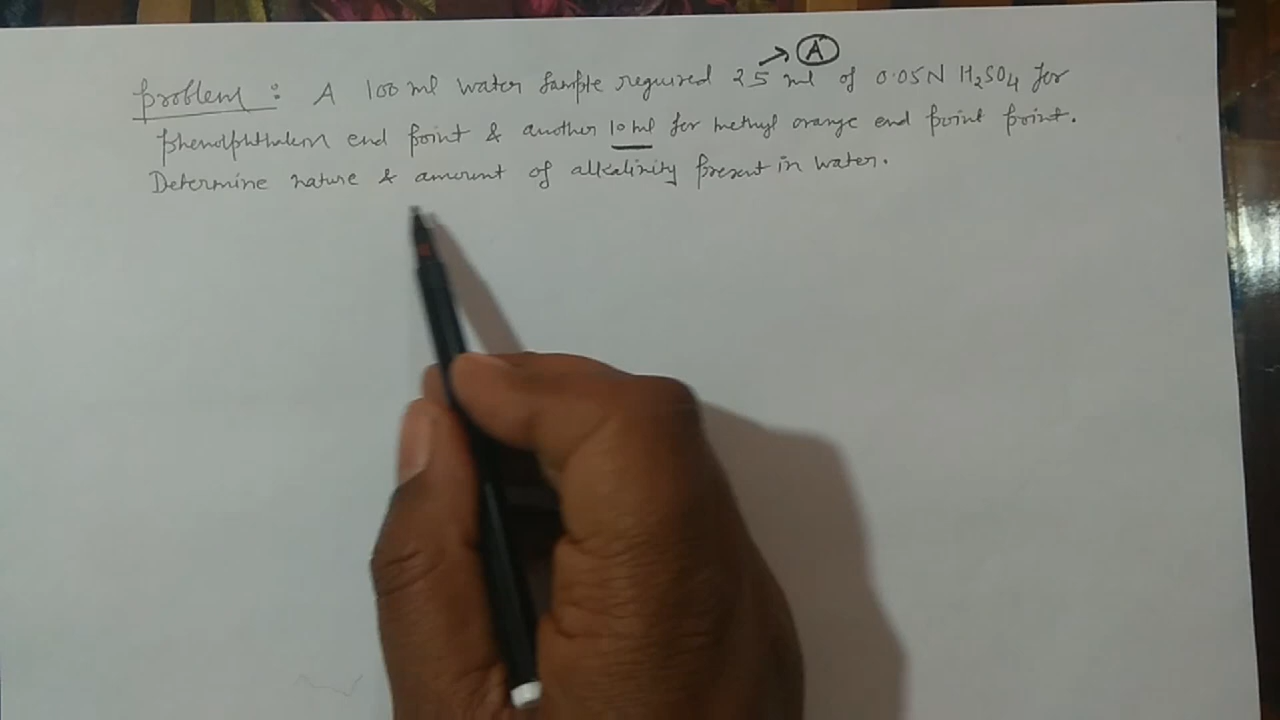 A
problem : A 100 ml water sample required 25 ml of 0.05N H₂SO₄ for
phenolphthalein end point & another 10 ml for methyl orange end point point.
Determine nature & amount of alkalinity present in water.